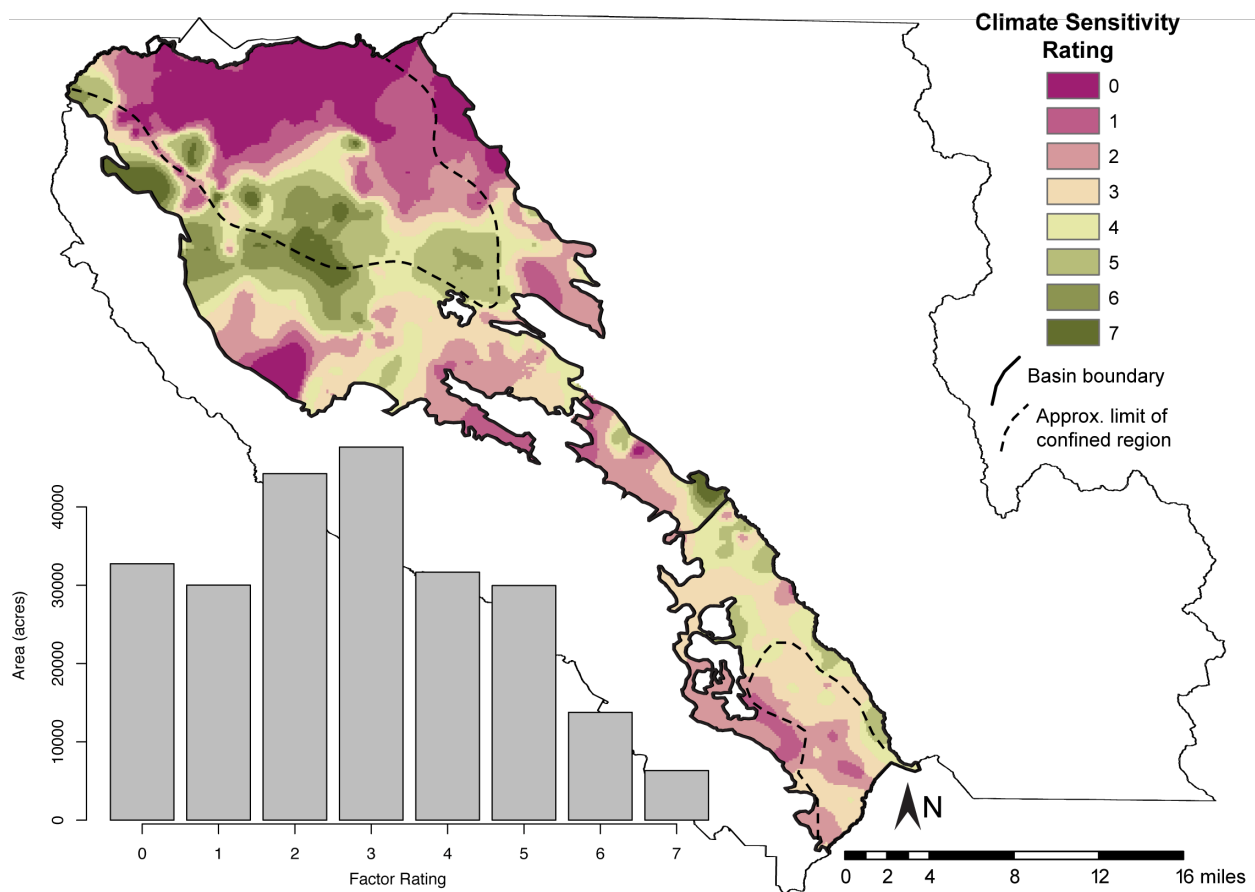 Climate Sensitivity
Rating
0
1
2
3
4
5
6
7
Basin boundary
Approx. limit of
confined region
Area (acres)
40000
30000
20000
10000
0
0 1 2 3 4 5 6 7
Factor Rating
N
0 2 4 8 12 16 miles